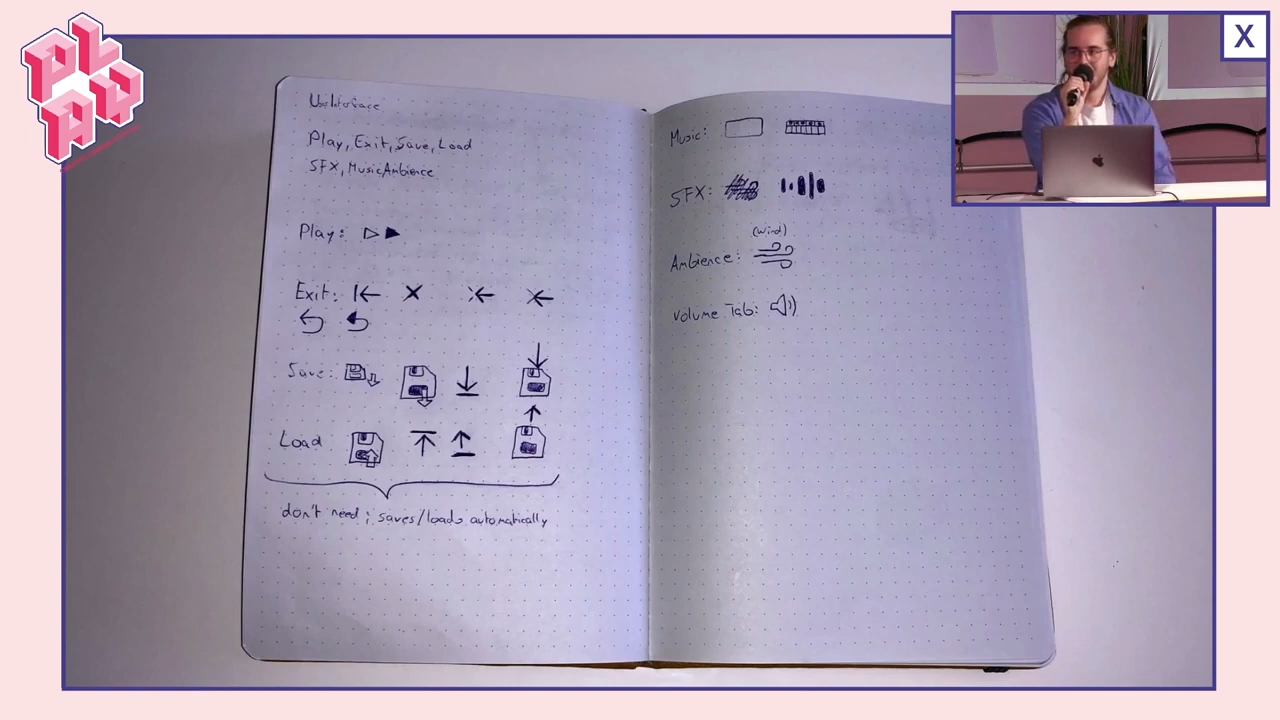 PLAY
X
UserInterface
Play, Exit, Save, Load
SFX, MusicAmbience
Play:
Exit:
Save:
Load
don't need; saves/loads automatically
Music:
SFX:
(Wind)
Ambience:
Volume Tab: